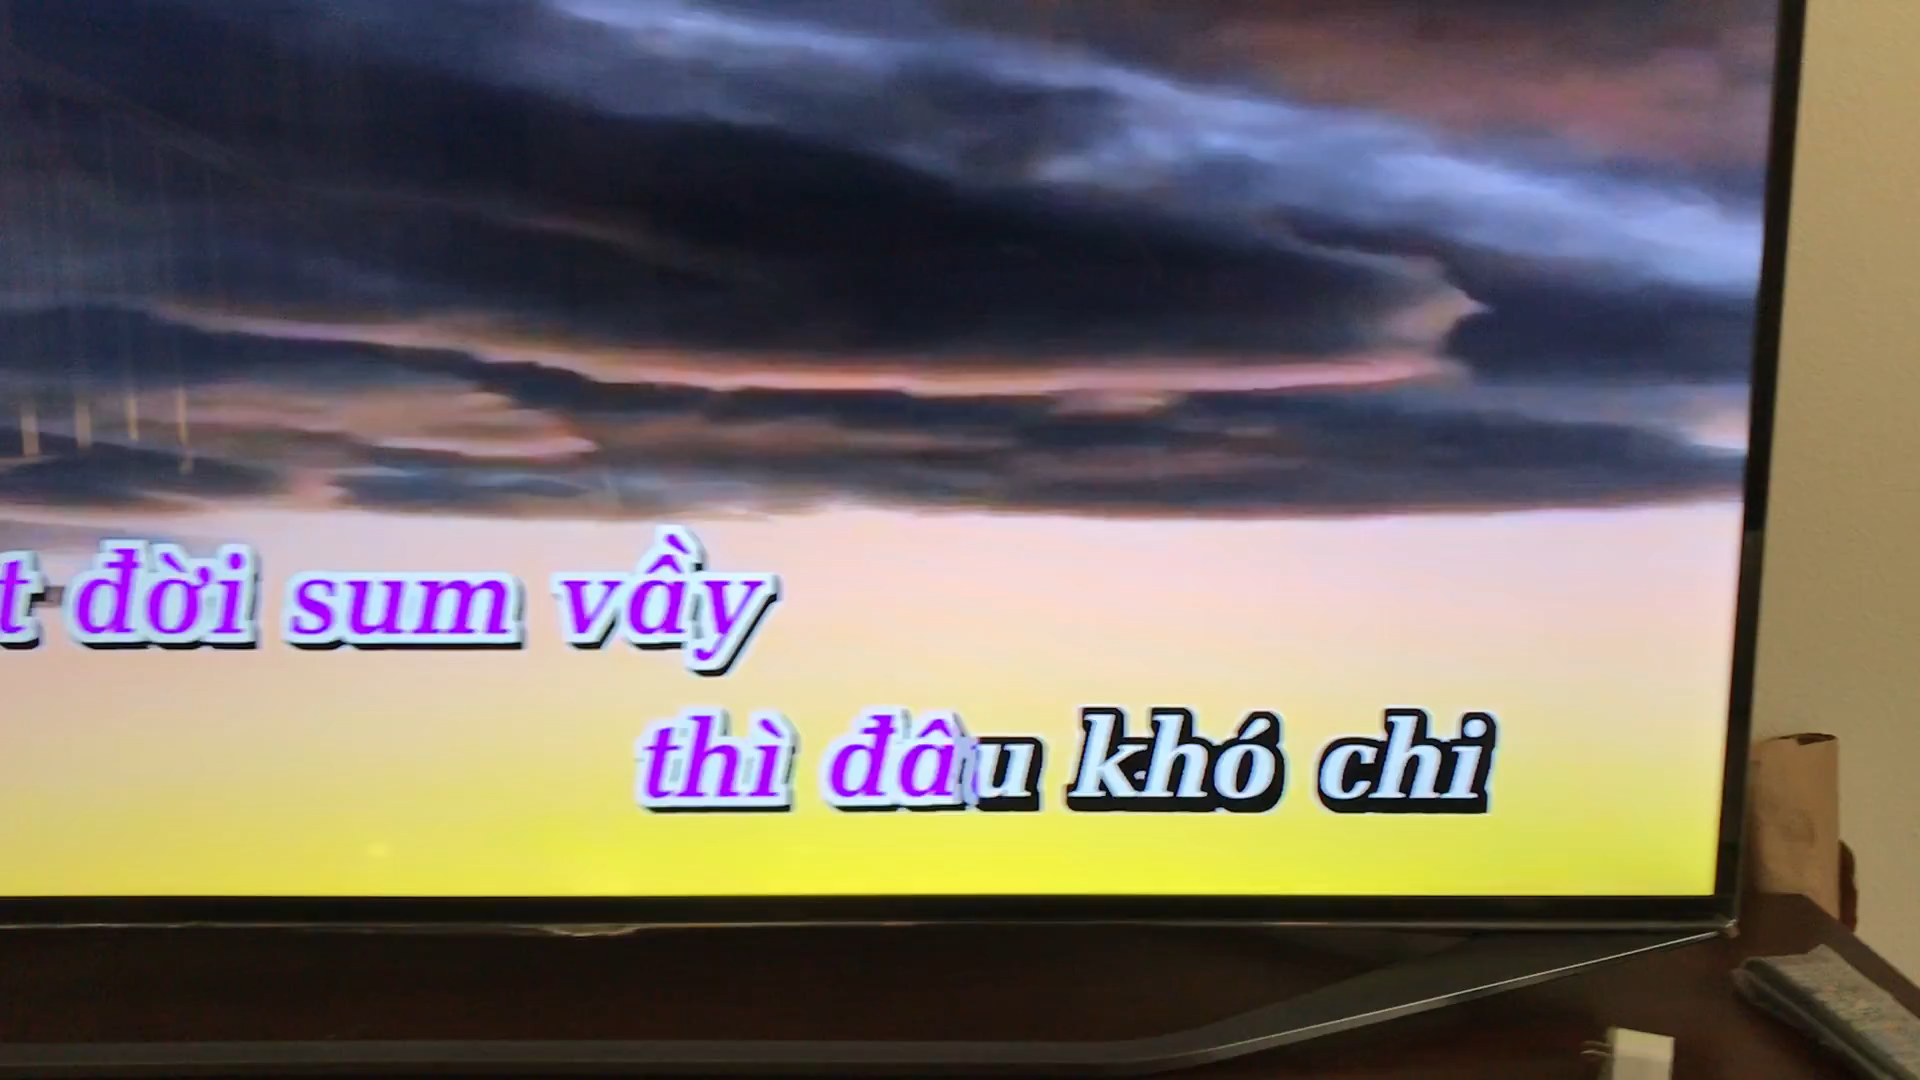 đời sum vầy
thì đâu khó chi